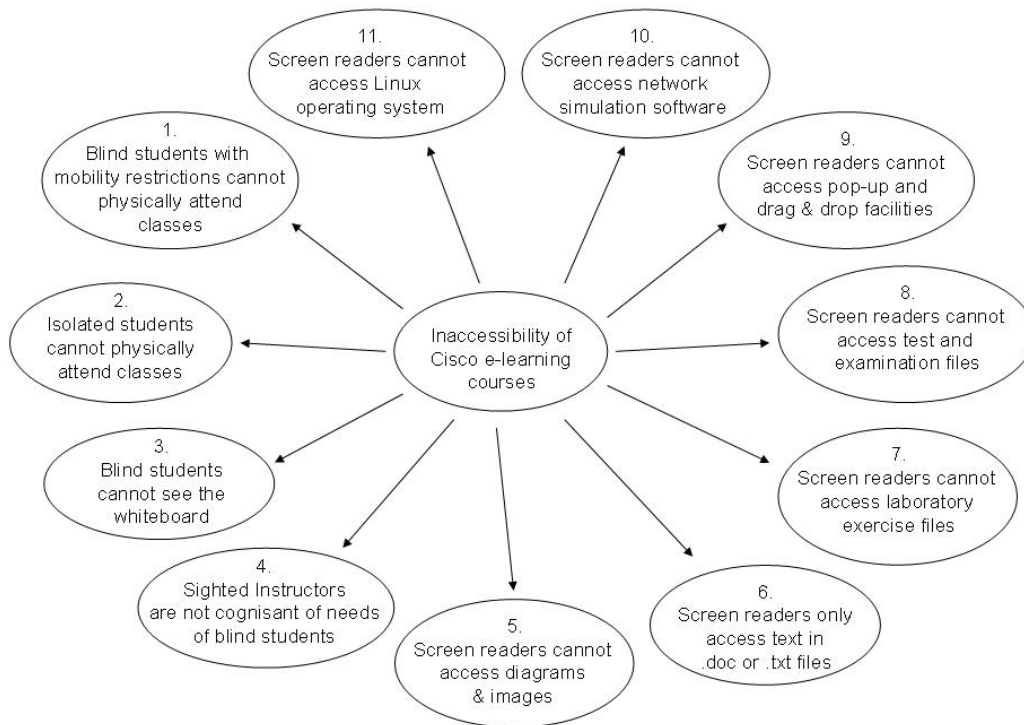 11.
Screen readers cannot
access Linux
operating system
10.
Screen readers cannot
access network
simulation software
1.
Blind students with
mobility restrictions cannot
physically attend
classes
9.
Screen readers cannot
access pop-up and
drag & drop facilities
2.
Isolated students
cannot physically
attend classes
Inaccessibility of
Cisco e-learning
courses
8.
Screen readers cannot
access test and
examination files
3.
Blind students
cannot see the
whiteboard
7.
Screen readers cannot
access laboratory
exercise files
4.
Sighted Instructors
are not cognisant of needs
of blind students
5.
Screen readers cannot
access diagrams
& images
6.
Screen readers only
access text in
.doc or .txt files